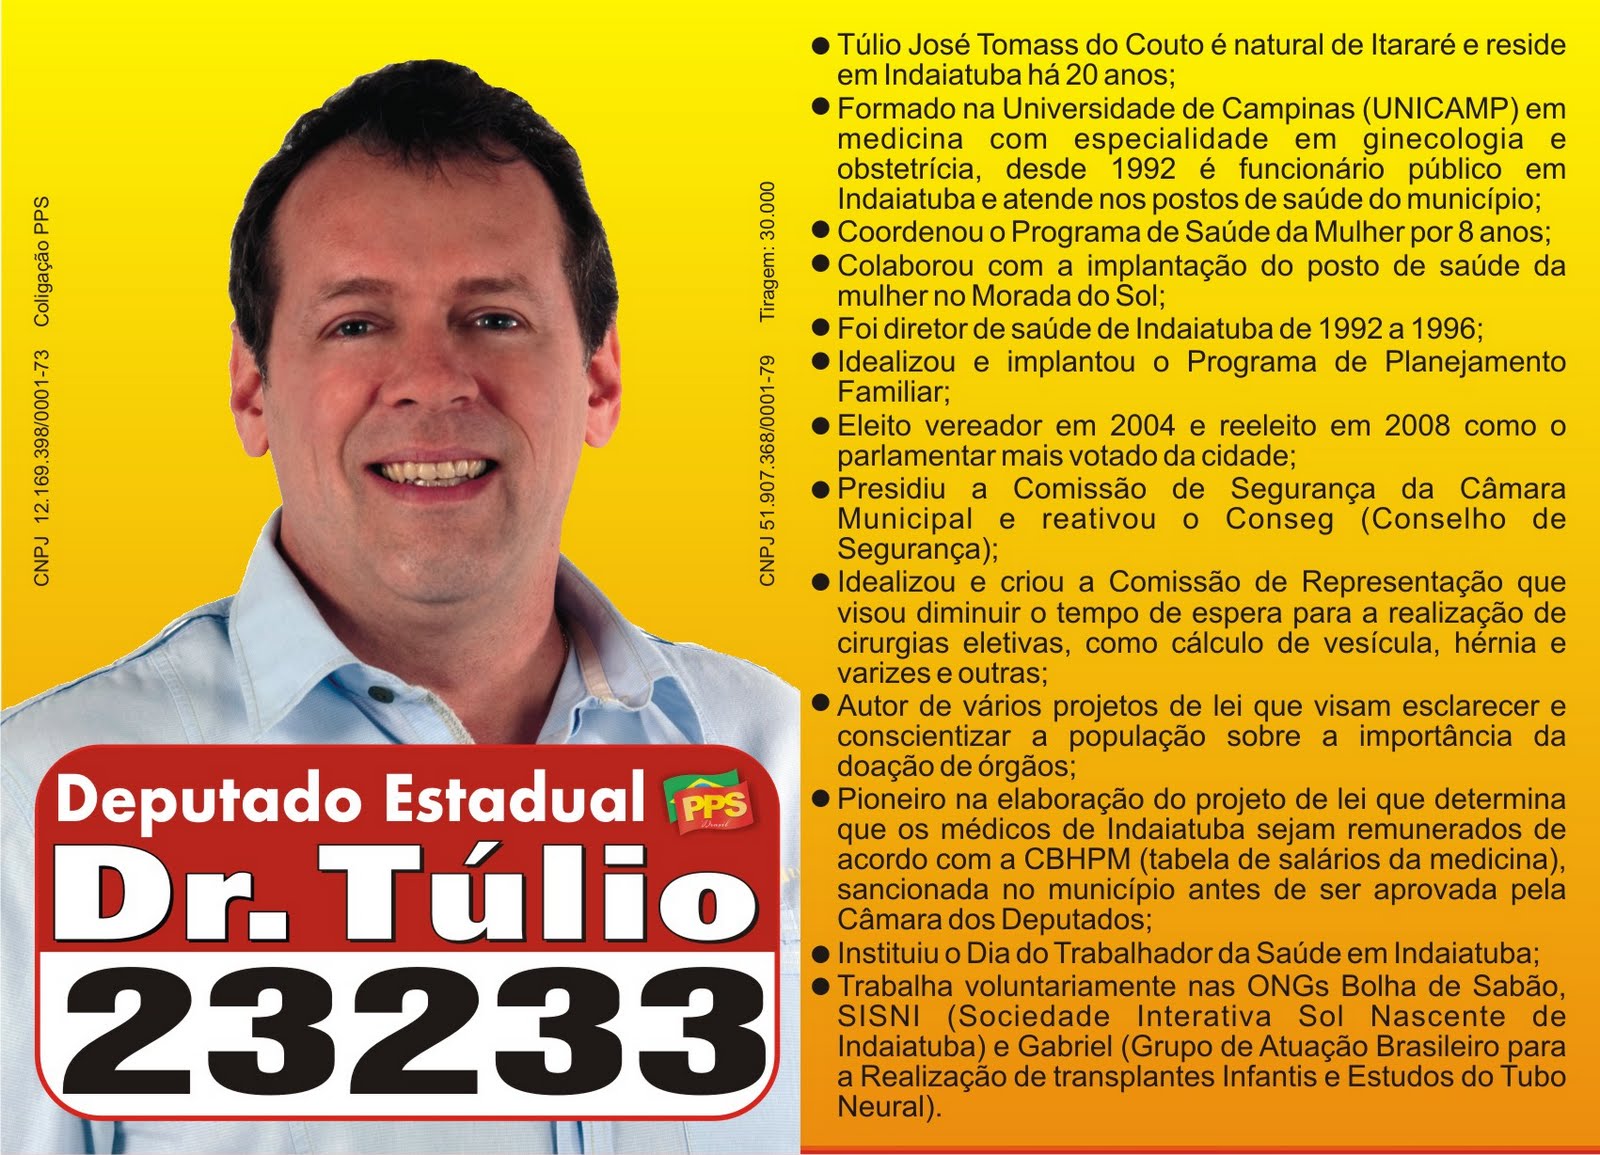 CNPJ 12.169.398/0001-73 Coligação PPS
CNPJ 51.907.368/0001-79 Tiragem: 30.000
Deputado Estadual
PPS
Dr. Túlio
23233
● Túlio José Tomass do Couto é natural de Itararé e reside
em Indaiatuba há 20 anos;
● Formado na Universidade de Campinas (UNICAMP) em
medicina com especialidade em ginecologia e
obstetrícia, desde 1992 é funcionário público em
Indaiatuba e atende nos postos de saúde do município;
● Coordenou o Programa de Saúde da Mulher por 8 anos;
● Colaborou com a implantação do posto de saúde da
mulher no Morada do Sol;
● Foi diretor de saúde de Indaiatuba de 1992 a 1996;
● Idealizou e implantou o Programa de Planejamento
Familiar;
● Eleito vereador em 2004 e reeleito em 2008 como o
parlamentar mais votado da cidade;
● Presidiu a Comissão de Segurança da Câmara
Municipal e reativou o Conseg (Conselho de
Segurança);
● Idealizou e criou a Comissão de Representação que
visou diminuir o tempo de espera para a realização de
cirurgias eletivas, como cálculo de vesícula, hérnia e
varizes e outras;
● Autor de vários projetos de lei que visam esclarecer e
conscientizar a população sobre a importância da
doação de órgãos;
● Pioneiro na elaboração do projeto de lei que determina
que os médicos de Indaiatuba sejam remunerados de
acordo com a CBHPM (tabela de salários da medicina),
sancionada no município antes de ser aprovada pela
Câmara dos Deputados;
● Instituiu o Dia do Trabalhador da Saúde em Indaiatuba;
● Trabalha voluntariamente nas ONGs Bolha de Sabão,
SISNI (Sociedade Interativa Sol Nascente de
Indaiatuba) e Gabriel (Grupo de Atuação Brasileiro para
a Realização de transplantes Infantis e Estudos do Tubo
Neural).